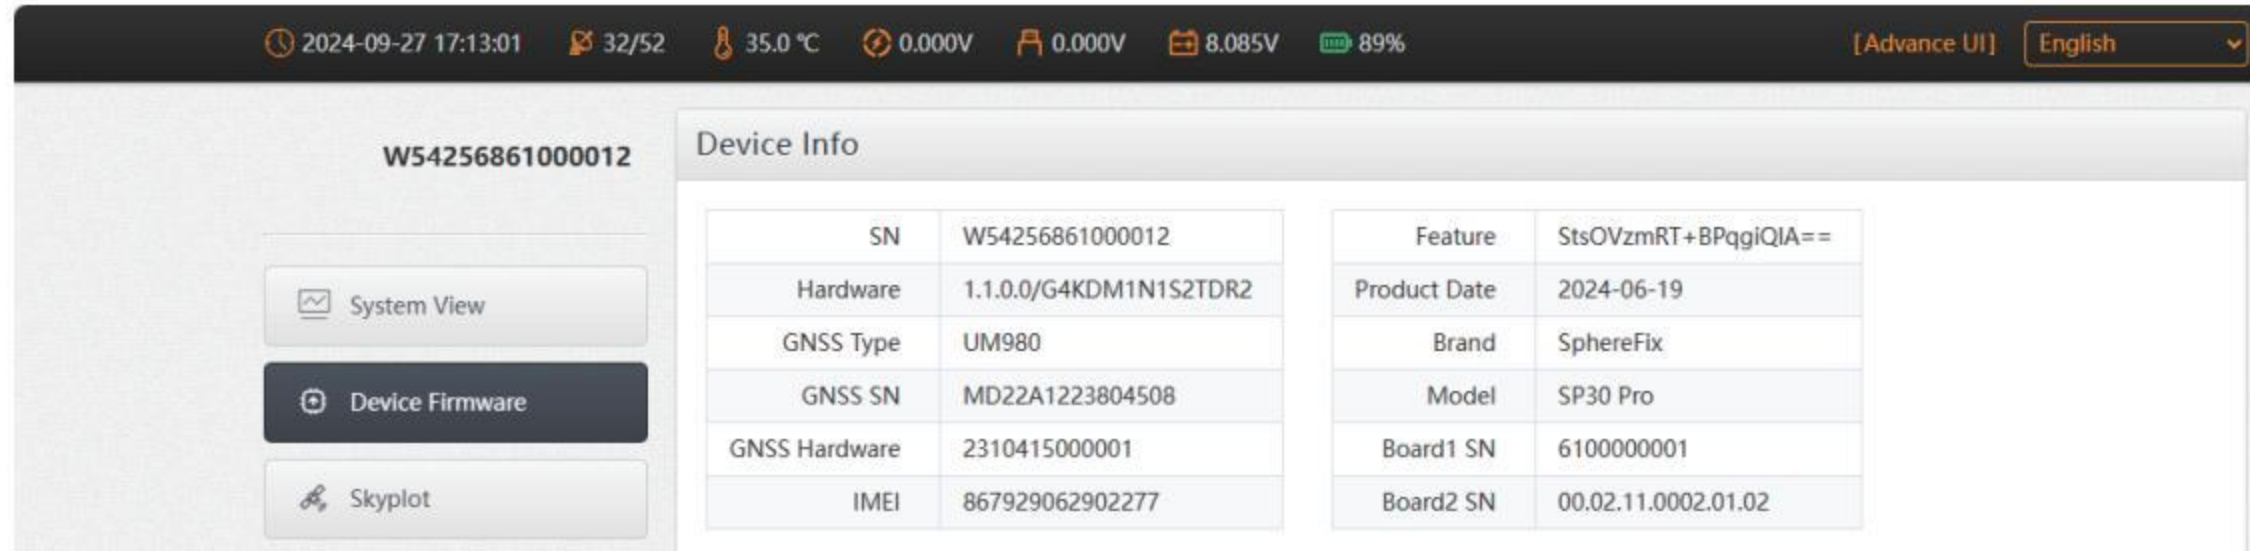 2024-09-27 17:13:01 32/52 35.0 ℃ 0.000V 0.000V 8.085V 89% [Advance UI] English
W54256861000012
System View
Device Firmware
Skyplot
Device Info
SN W54256861000012
Hardware 1.1.0.0/G4KDM1N1S2TDR2
GNSS Type UM980
GNSS SN MD22A1223804508
GNSS Hardware 2310415000001
IMEI 867929062902277
Feature StsOVzmRT+BPqgiQIA==
Product Date 2024-06-19
Brand SphereFix
Model SP30 Pro
Board1 SN 6100000001
Board2 SN 00.02.11.0002.01.02